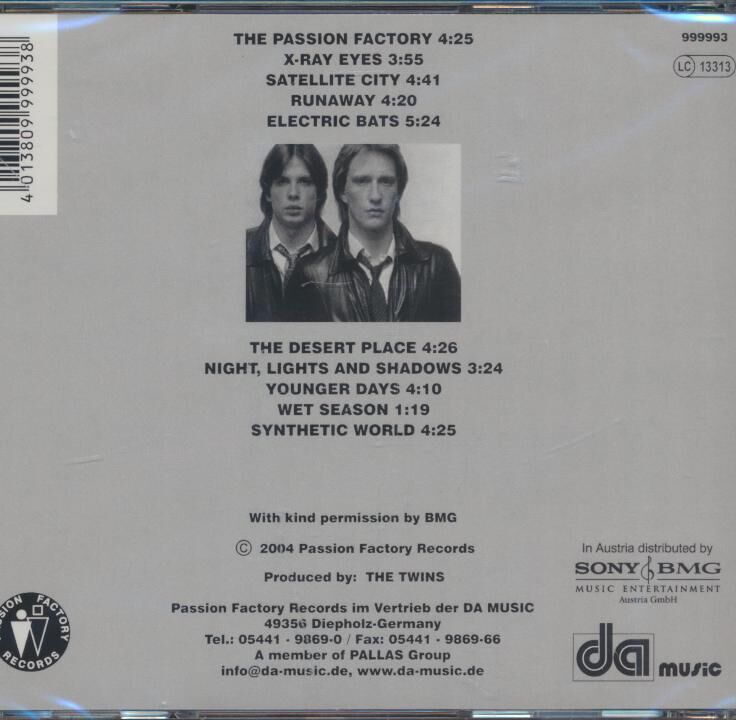 THE PASSION FACTORY 4:25
X-RAY EYES 3:55
SATELLITE CITY 4:41
RUNAWAY 4:20
ELECTRIC BATS 5:24
999993
LC 13313
4 013809 999938
THE DESERT PLACE 4:26
NIGHT, LIGHTS AND SHADOWS 3:24
YOUNGER DAYS 4:10
WET SEASON 1:19
SYNTHETIC WORLD 4:25
With kind permission by BMG
© 2004 Passion Factory Records
Produced by: THE TWINS
Passion Factory Records im Vertrieb der DA MUSIC
49356 Diepholz-Germany
Tel.: 05441 - 9869-0 / Fax: 05441 - 9869-66
A member of PALLAS Group
info@da-music.de, www.da-music.de
In Austria distributed by
SONY BMG
MUSIC ENTERTAINMENT
Austria GmbH
da music
FACTORY
RECORDS